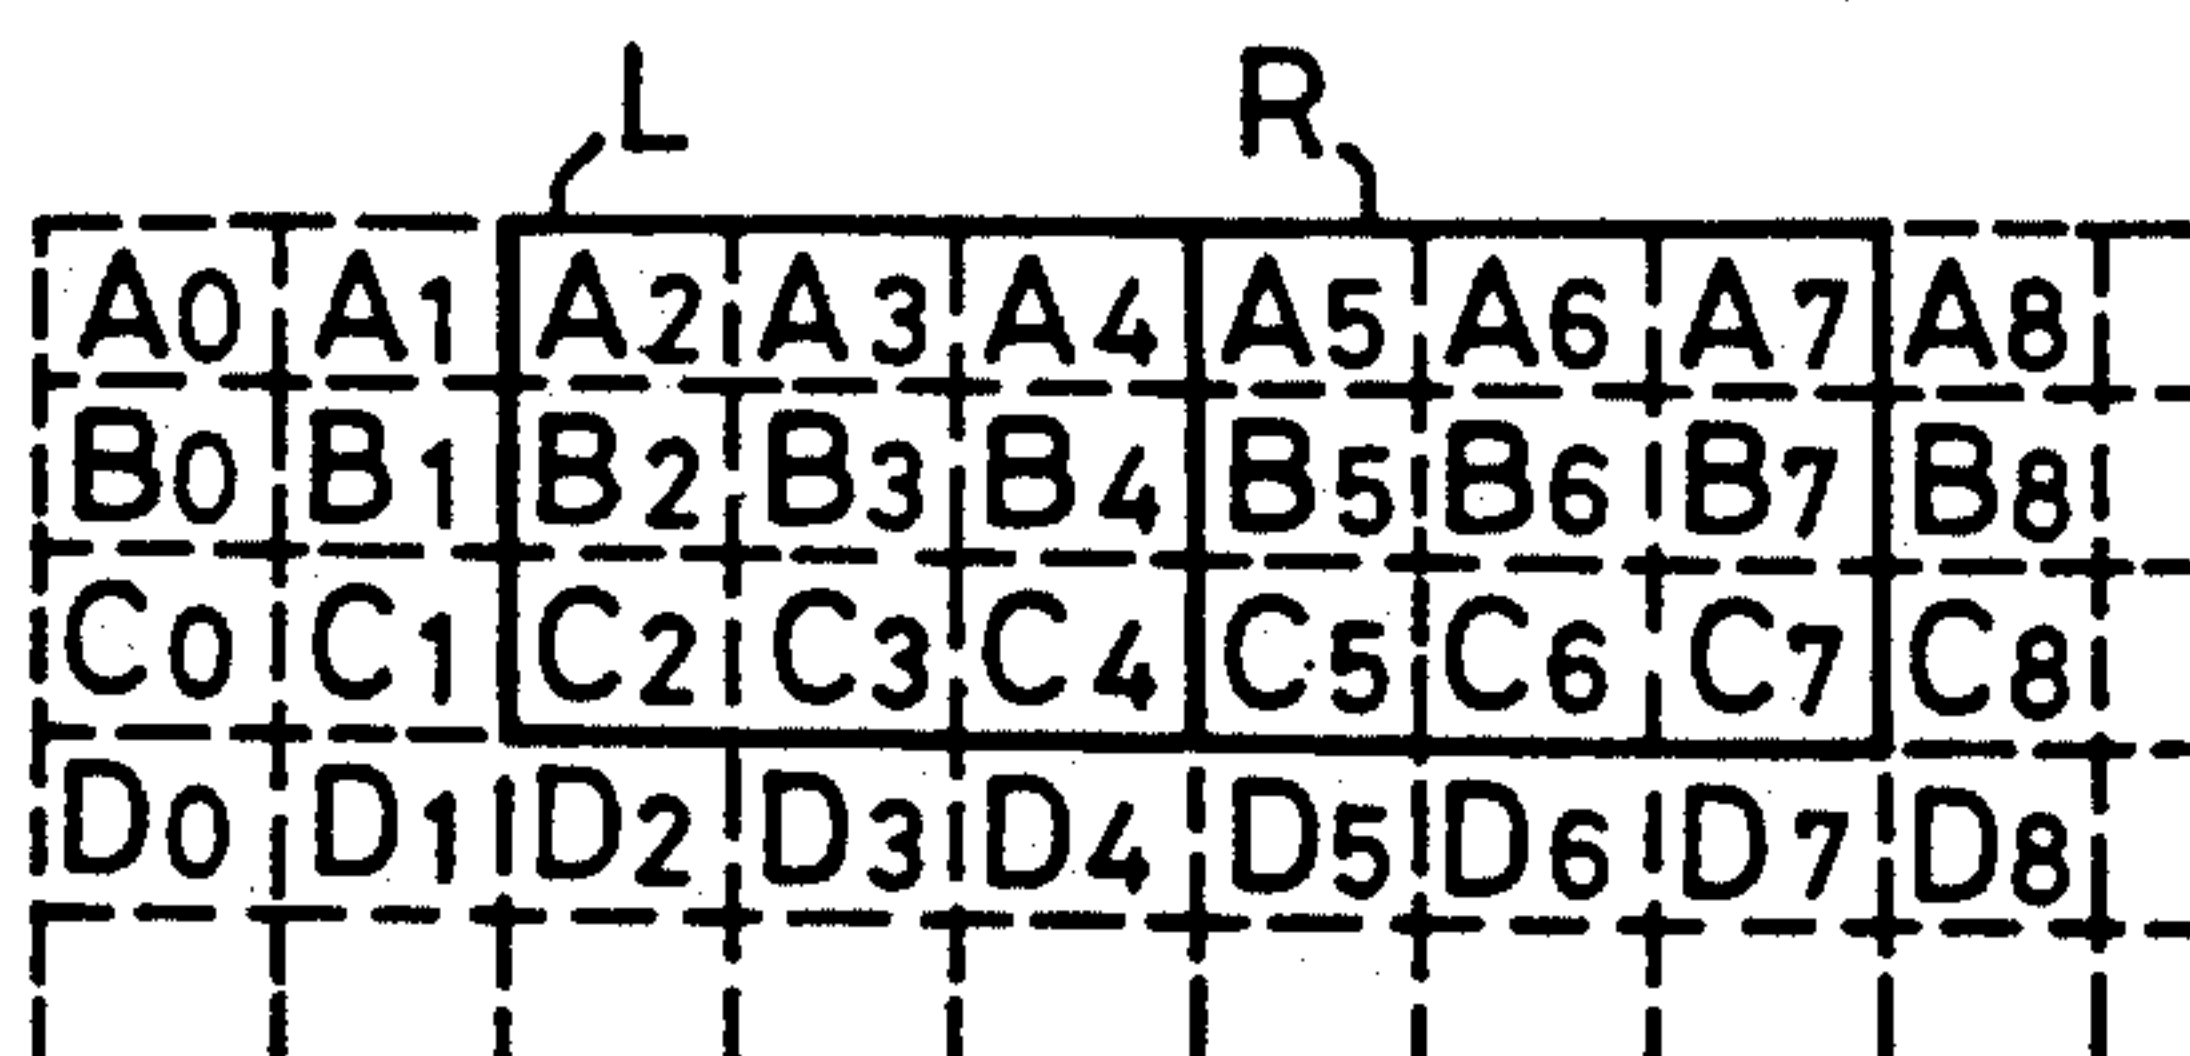 L R
A0 A1 A2 A3 A4 A5 A6 A7 A8
B0 B1 B2 B3 B4 B5 B6 B7 B8
C0 C1 C2 C3 C4 C5 C6 C7 C8
D0 D1 D2 D3 D4 D5 D6 D7 D8